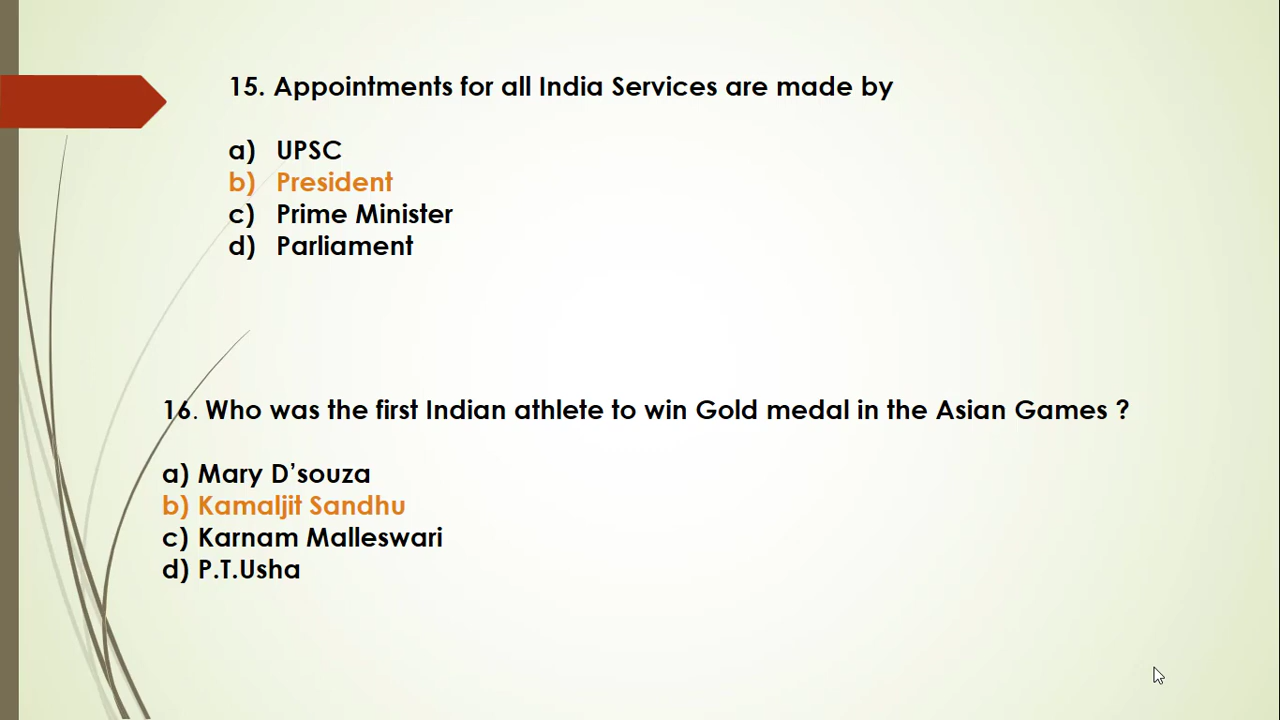 15. Appointments for all India Services are made by
a) UPSC
b) President
c) Prime Minister
d) Parliament
16. Who was the first Indian athlete to win Gold medal in the Asian Games ?
a) Mary D’souza
b) Kamaljit Sandhu
c) Karnam Malleswari
d) P.T.Usha